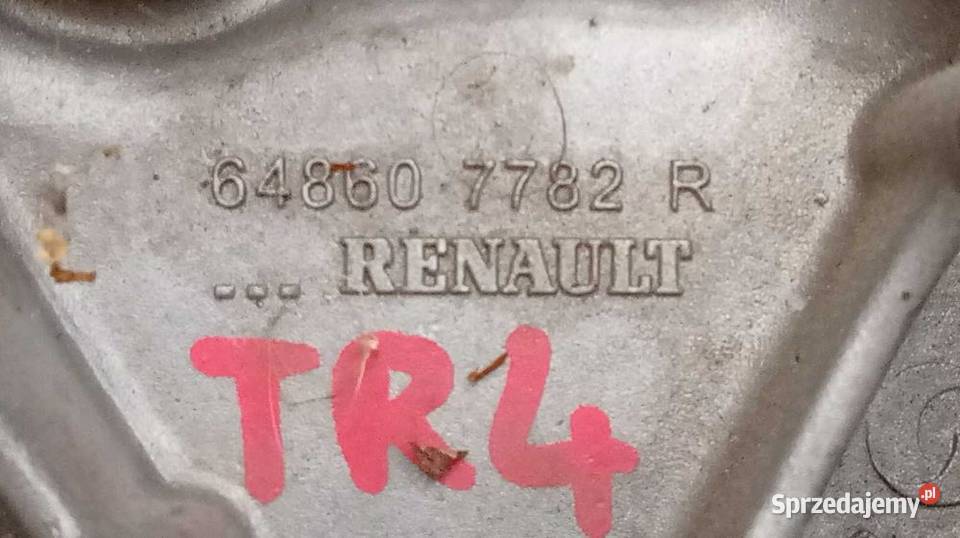 64860 7782 R
--- RENAULT
TR4
Sprzedajemy.pl